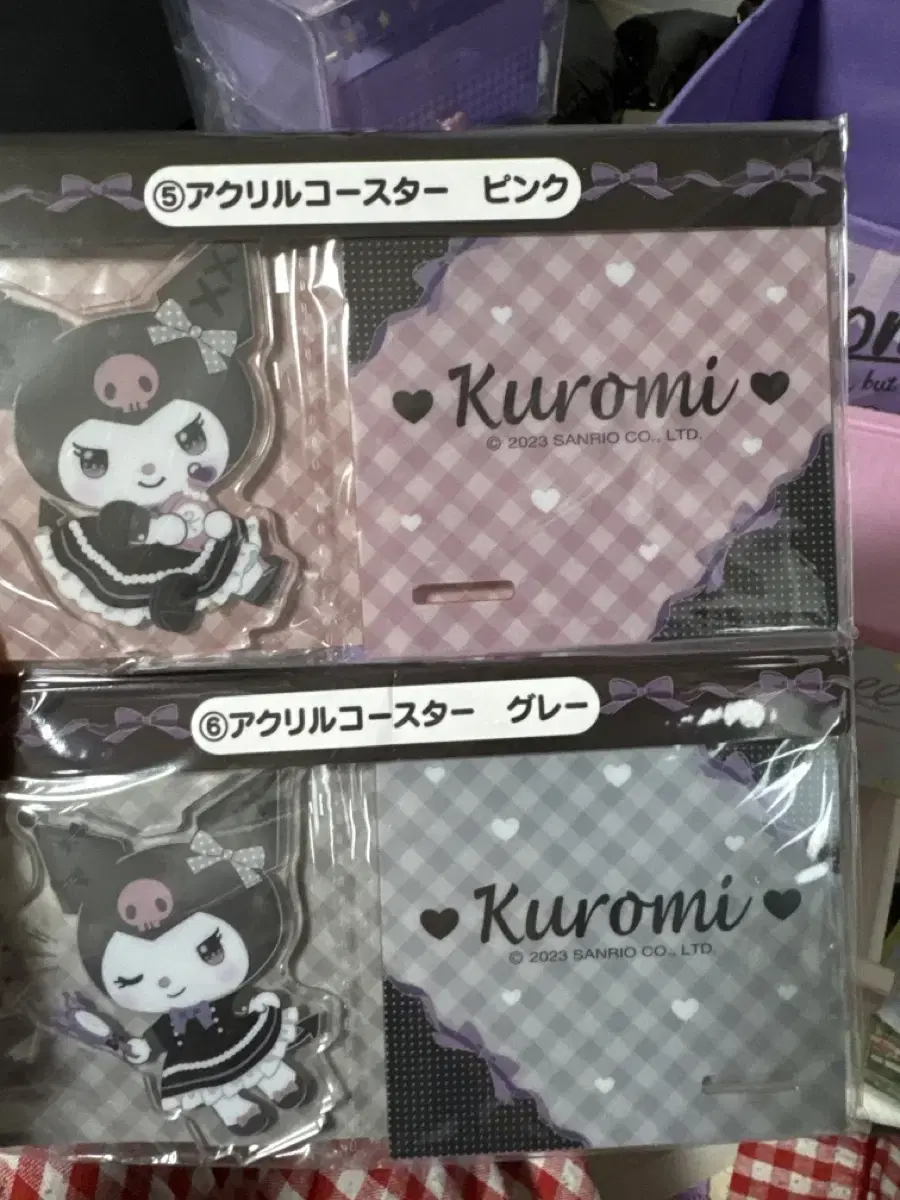 ⑤アクリルコースター ピンク
Kuromi
© 2023 SANRIO CO., LTD.
but
⑥アクリルコースター グレー
Kuromi
© 2023 SANRIO CO., LTD.